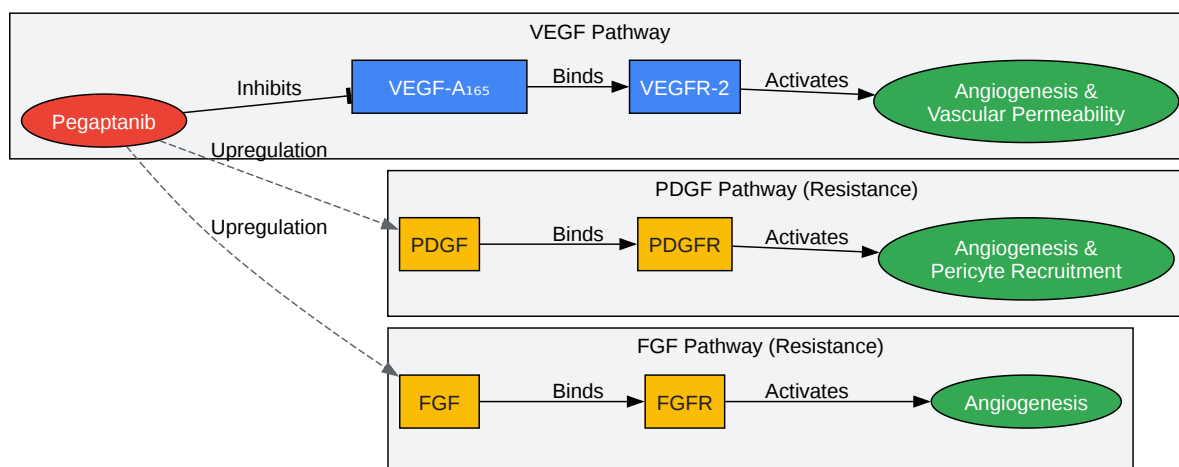 VEGF Pathway
Pegaptanib
Inhibits
VEGF-A₁₆₅
Binds
VEGFR-2
Activates
Angiogenesis &
Vascular Permeability
Upregulation
PDGF Pathway (Resistance)
PDGF
Binds
PDGFR
Activates
Angiogenesis &
Pericyte Recruitment
Upregulation
FGF Pathway (Resistance)
FGF
Binds
FGFR
Activates
Angiogenesis